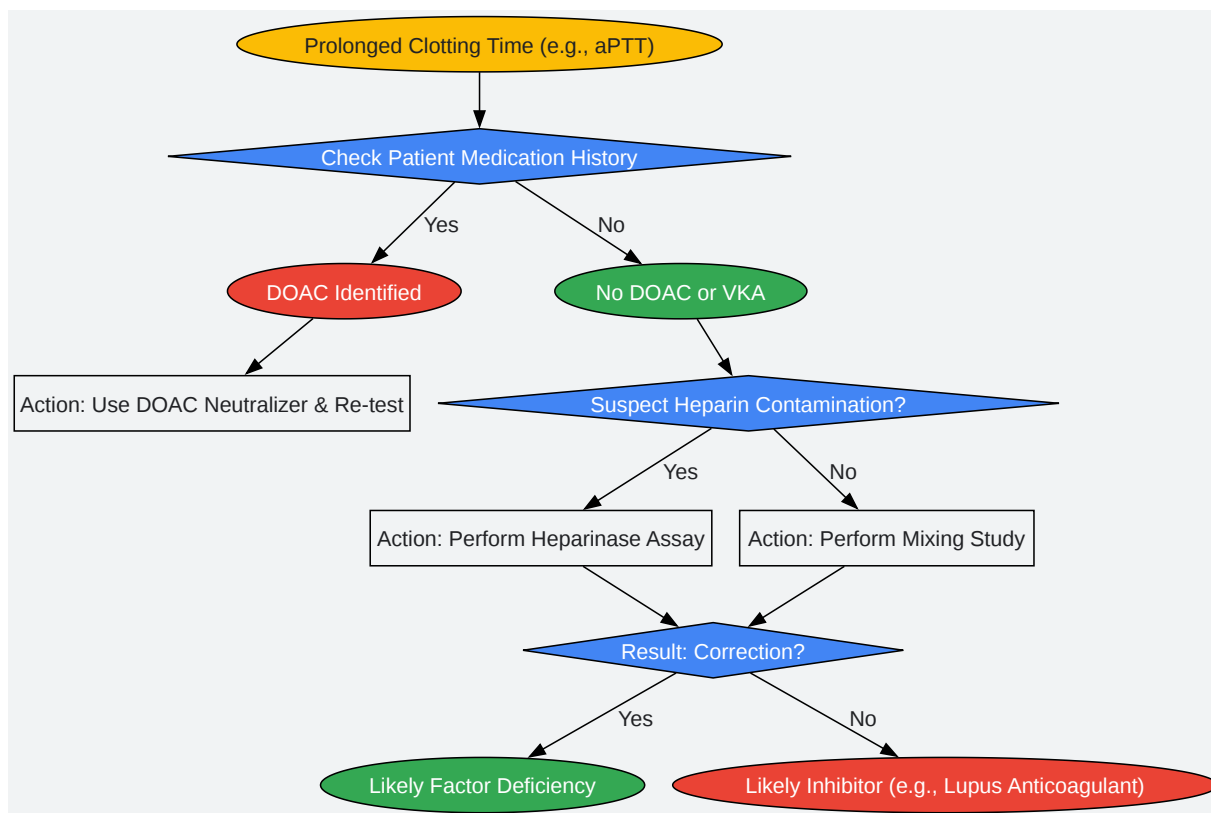 Prolonged Clotting Time (e.g., aPTT)
Check Patient Medication History
Yes
No
DOAC Identified
No DOAC or VKA
Action: Use DOAC Neutralizer & Re-test
Suspect Heparin Contamination?
Yes
No
Action: Perform Heparinase Assay
Action: Perform Mixing Study
Result: Correction?
Yes
No
Likely Factor Deficiency
Likely Inhibitor (e.g., Lupus Anticoagulant)